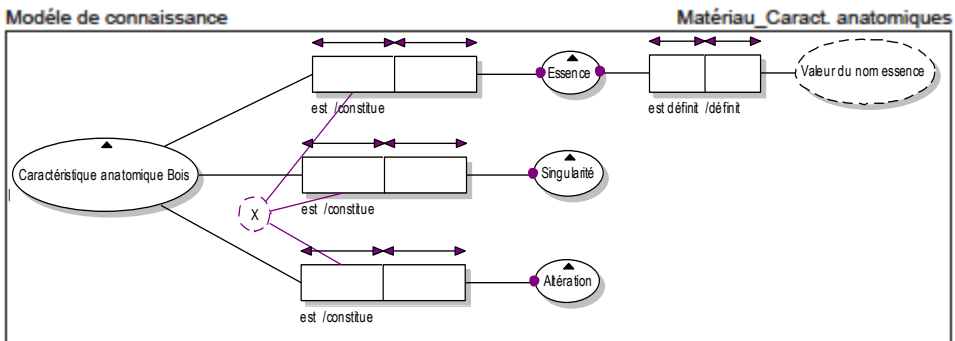 Modéle de connaissance
Matériau_Caract. anatomiques
Essence
Valeur du nom essence
est /constitue
est définit /définit
Caractéristique anatomique Bois
Singularité
X
est /constitue
Altération
est /constitue